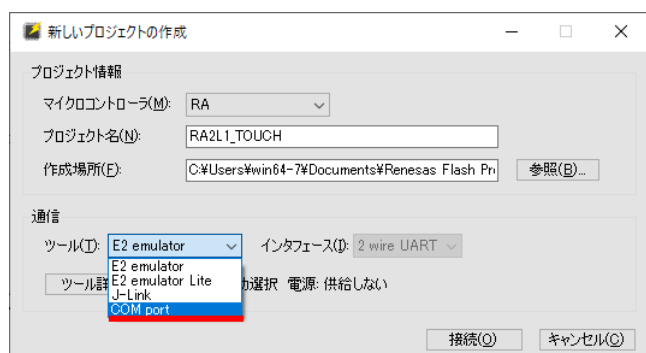 新しいプロジェクトの作成
プロジェクト情報
マイクロコントローラ(M): RA
プロジェクト名(N): RA2L1_TOUCH
作成場所(F): C:¥Users¥win64-7¥Documents¥Renesas Flash Pr 参照(B)...
通信
ツール(T): E2 emulator インタフェース(I): 2 wire UART
E2 emulator
E2 emulator Lite
J-Link
COM port
ツール詳 選択 電源: 供給しない
接続(O) キャンセル(C)